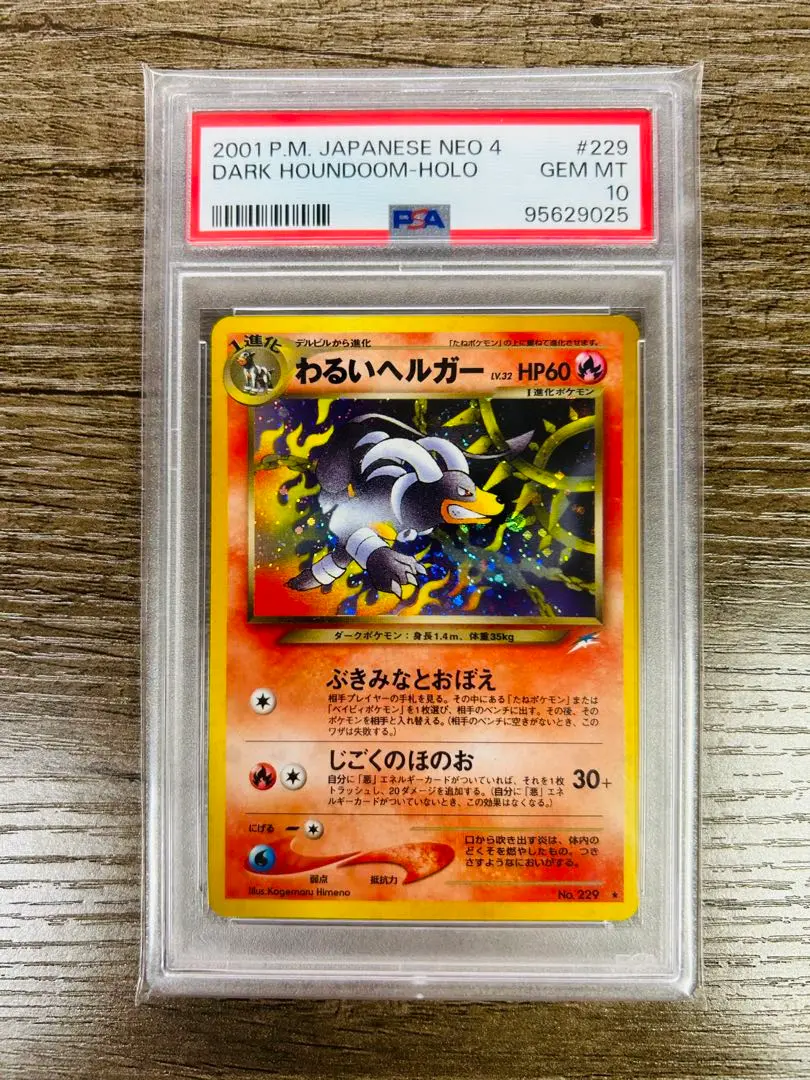 2001 P.M. JAPANESE NEO 4 #229
DARK HOUNDOOM-HOLO GEM MT
10
PSA 95629025
1進化
デルビルから進化 「たねポケモン」の上に重ねて進化させます。
わるいヘルガー LV.32 HP60
1進化ポケモン
ダークポケモン:身長1.4m、体重35kg
ぶきみなとおぼえ
相手プレイヤーの手札を見る。その中にある「たねポケモン」または
「ベイビィポケモン」を1枚選び、相手のベンチに出す。その後、その
ポケモンを相手と入れ替える。(相手のベンチに空きがないとき、この
ワザは失敗する。)
じごくのほのお
自分に「悪」エネルギーカードがついていれば、それを1枚
トラッシュし、20ダメージを追加する。(自分に「悪」エネ
ルギーカードがついていないとき、この効果はなくなる。)
30+
にげる
口から吹き出す炎は、体内の
どくそを燃やしたもの。つき
さすようなにおいがする。
弱点 抵抗力
Illus.Kagemaru Himeno No. 229 ★